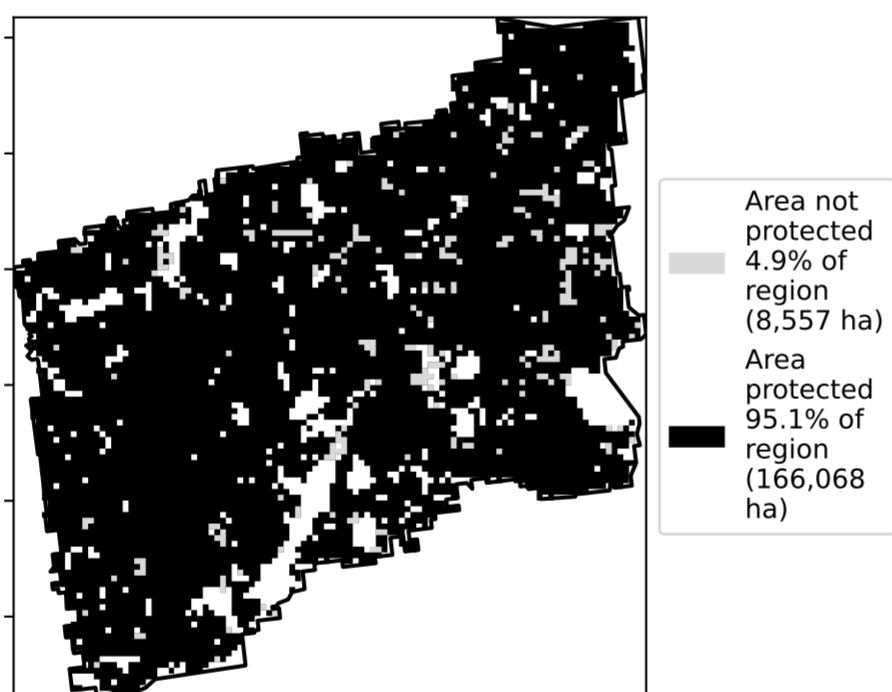 Area not
protected
4.9% of
region
(8,557 ha)
Area
protected
95.1% of
region
(166,068
ha)